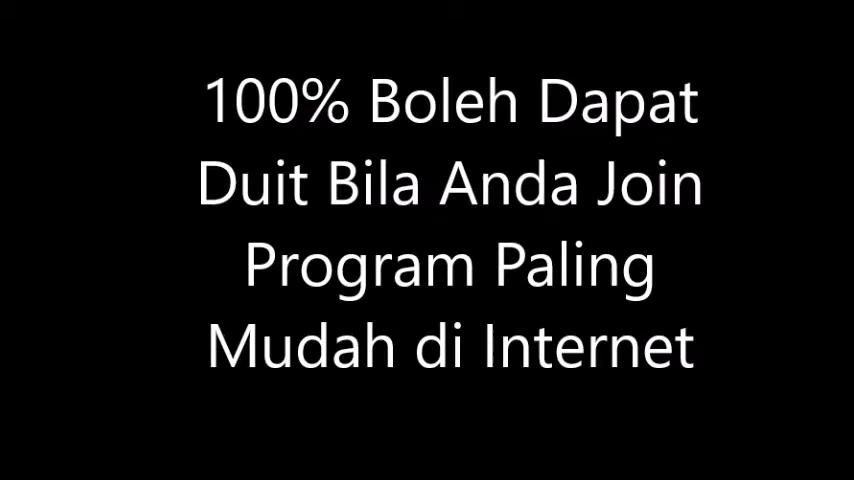 100% Boleh Dapat
Duit Bila Anda Join
Program Paling
Mudah di Internet